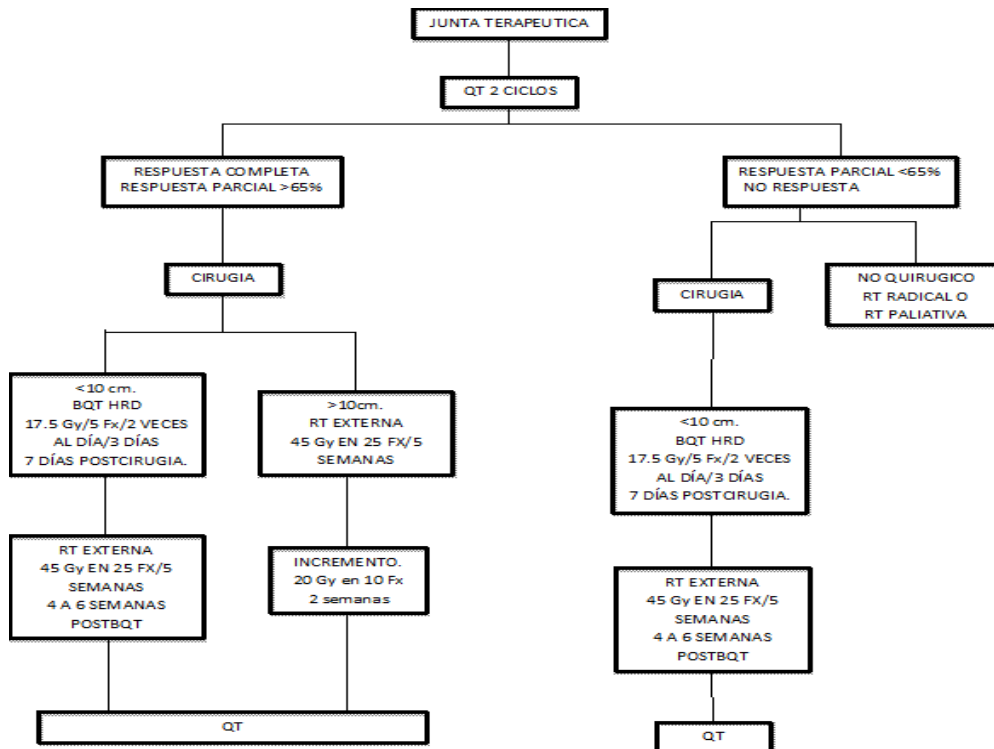 JUNTA TERAPEUTICA
QT 2 CICLOS
RESPUESTA COMPLETA
RESPUESTA PARCIAL >65%
RESPUESTA PARCIAL <65%
NO RESPUESTA
CIRUGIA
CIRUGIA
NO QUIRUGICO
RT RADICAL O
RT PALIATIVA
<10 cm.
BQT HRD
17.5 Gy/5 Fx/2 VECES
AL DÍA/3 DÍAS
7 DÍAS POSTCIRUGIA.
>10cm.
RT EXTERNA
45 Gy EN 25 FX/5
SEMANAS
<10 cm.
BQT HRD
17.5 Gy/5 Fx/2 VECES
AL DÍA/3 DÍAS
7 DÍAS POSTCIRUGIA.
RT EXTERNA
45 Gy EN 25 FX/5
SEMANAS
4 A 6 SEMANAS
POSTBQT
INCREMENTO.
20 Gy en 10 Fx
2 semanas
RT EXTERNA
45 Gy EN 25 FX/5
SEMANAS
4 A 6 SEMANAS
POSTBQT
QT
QT